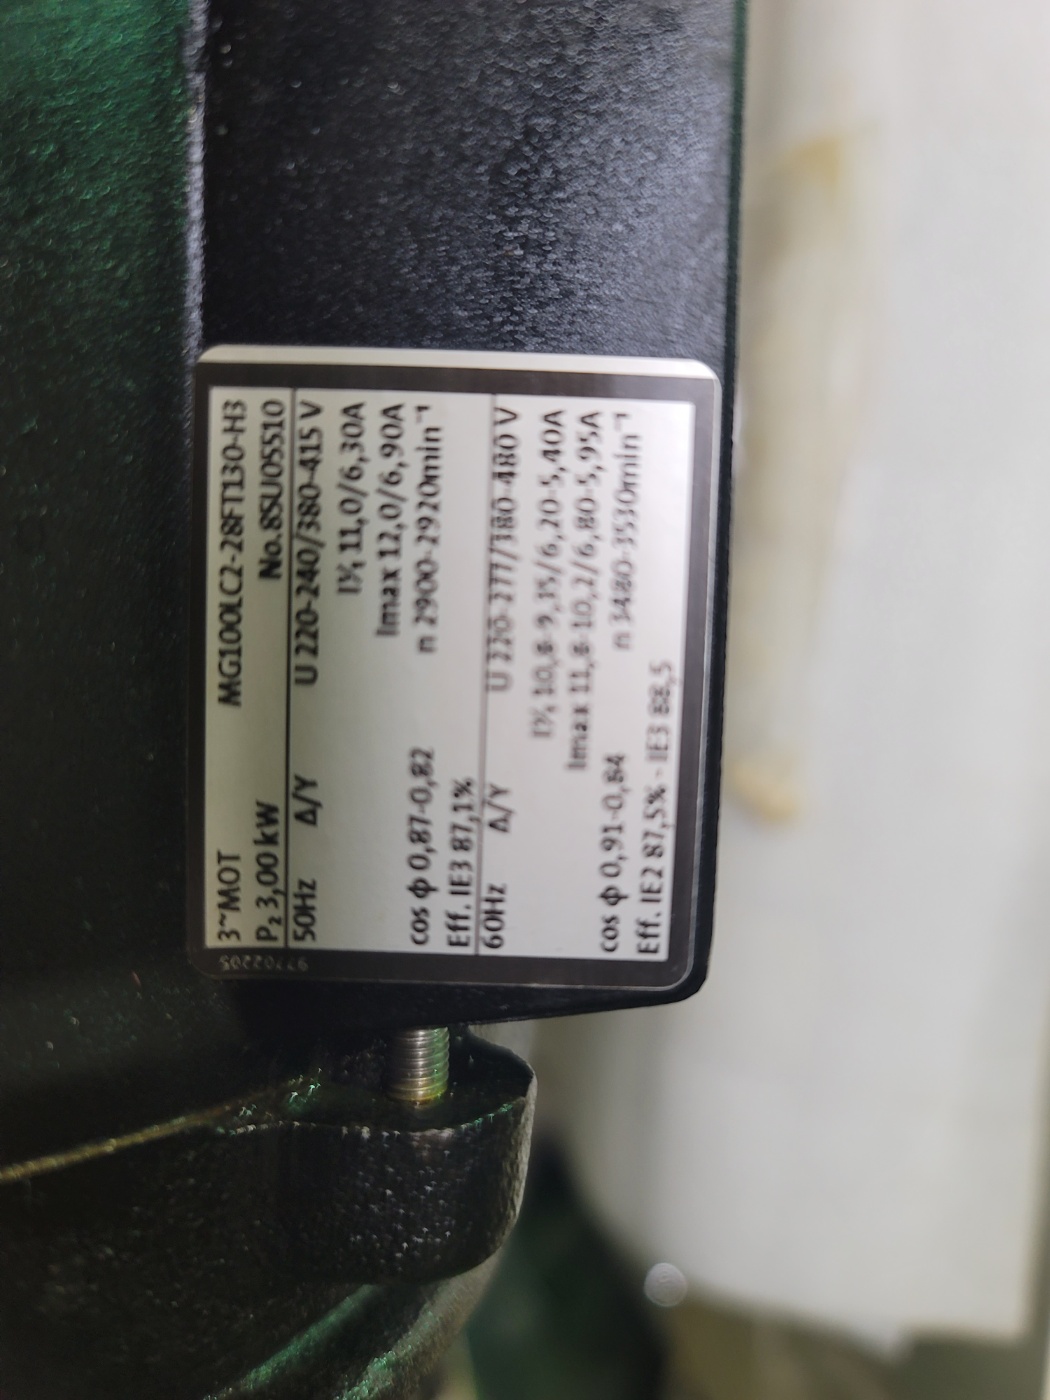 3~MOT MG100LC2-28FT130-H3
P₂ 3,00 kW No.85U05510
50Hz Δ/Y U 220-240/380-415 V
I⅟₁ 11,0/6,30A
Imax 12,0/6,90A
cos ϕ 0,87-0,82 n 2900-2920min⁻¹
Eff. IE3 87,1%
60Hz Δ/Y U 220-277/380-480 V
I⅟₁ 10,8-9,35/6,20-5,40A
Imax 11,8-10,2/6,80-5,95A
cos ϕ 0,91-0,84 n 3480-3530min⁻¹
Eff. IE2 87,5% - IE3 88,5
97702205